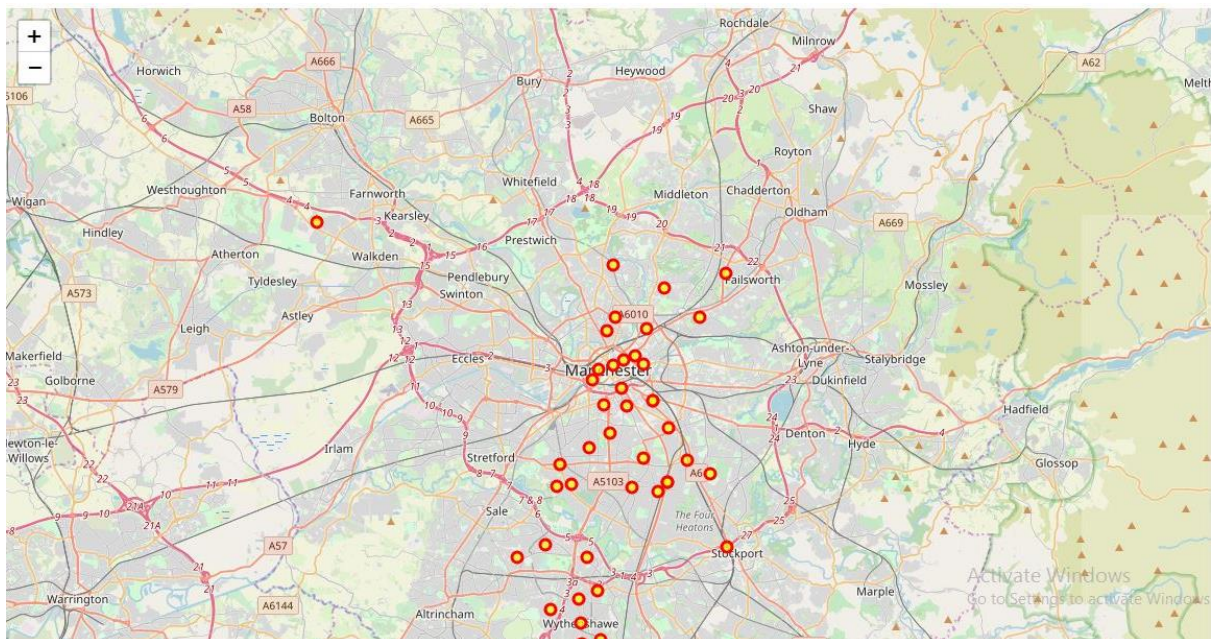 +
−
Rochdale
Milnrow
A62
Horwich
A666
Bury
Heywood
5106
A58
Bolton
A665
Shaw
Melth
Royton
Westhoughton
Farnworth
Whitefield
Middleton
Chadderton
Wigan
Kearsley
Oldham
Hindley
A669
Atherton
Walkden
Prestwich
Pendlebury
Tyldesley
Swinton
Failsworth
Mossley
A573
Astley
A6010
Leigh
Makerfield
Eccles
Ashton-under-
Lyne
Stalybridge
Golborne
A579
Manchester
Dukinfield
Hadfield
Newton-le-
Willows
Irlam
Stretford
Denton
Hyde
Glossop
A5103
A6
Sale
The Four
Heatons
21A
A57
Stockport
Activate Windows
Go to Settings to activate Windows
Warrington
A6144
Altrincham
Marple
Wythenshawe